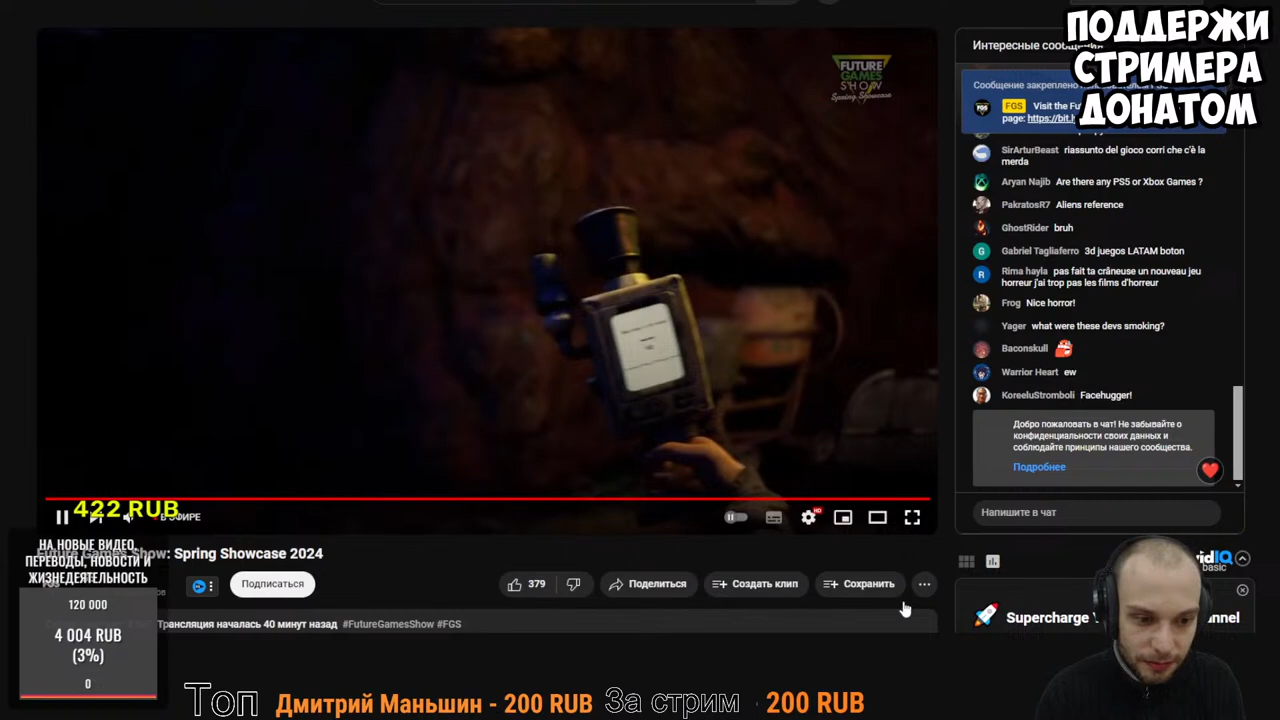 ПОДДЕРЖИ
СТРИМЕРА
ДОНАТОМ
FUTURE
GAMES
SHOW
Spring Showcase
Интересные сообщения
Сообщение закреплено
FGS Visit the
page: https://bit.
SirArturBeast riassunto del gioco corri che c'è la
merda
Aryan Najib Are there any PS5 or Xbox Games ?
PakratosR7 Aliens reference
GhostRider bruh
Gabriel Tagliaferro 3d juegos LATAM boton
Rima hayla pas fait ta crâneuse un nouveau jeu
horreur j'ai trop pas les films d'horreur
Frog Nice horror!
Yager what were these devs smoking?
Baconskull
Warrior Heart ew
KoreeluStromboli Facehugger!
Добро пожаловать в чат! Не забывайте о
конфиденциальности своих данных и
соблюдайте принципы нашего сообщества.
Подробнее
Напишите в чат
422 RUB
В ЭФИРЕ
HD
Future Games Show: Spring Showcase 2024
Подписаться
379
Поделиться
Создать клип
Сохранить
Трансляция началась 40 минут назад #FutureGamesShow #FGS
НА НОВЫЕ ВИДЕО,
ПЕРЕВОДЫ, НОВОСТИ И
ЖИЗНЕДЕЯТЕЛЬНОСТЬ
120 000
4 004 RUB
(3%)
0
vidIQ
basic
Supercharge
Топ Дмитрий Маньшин - 200 RUB За стрим - 200 RUB